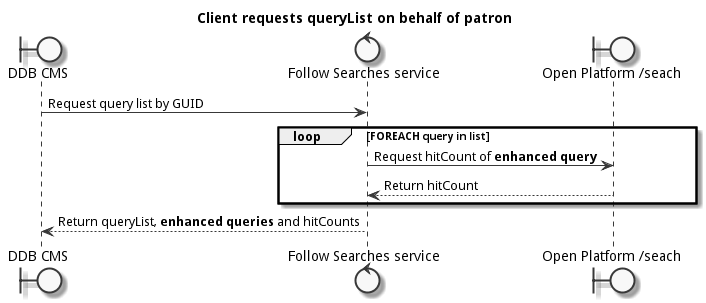 Client requests queryList on behalf of patron
DDB CMS
Follow Searches service
Open Platform /seach
Request query list by GUID
loop
[FOREACH query in list]
Request hitCount of enhanced query
Return hitCount
Return queryList, enhanced queries and hitCounts
DDB CMS
Follow Searches service
Open Platform /seach